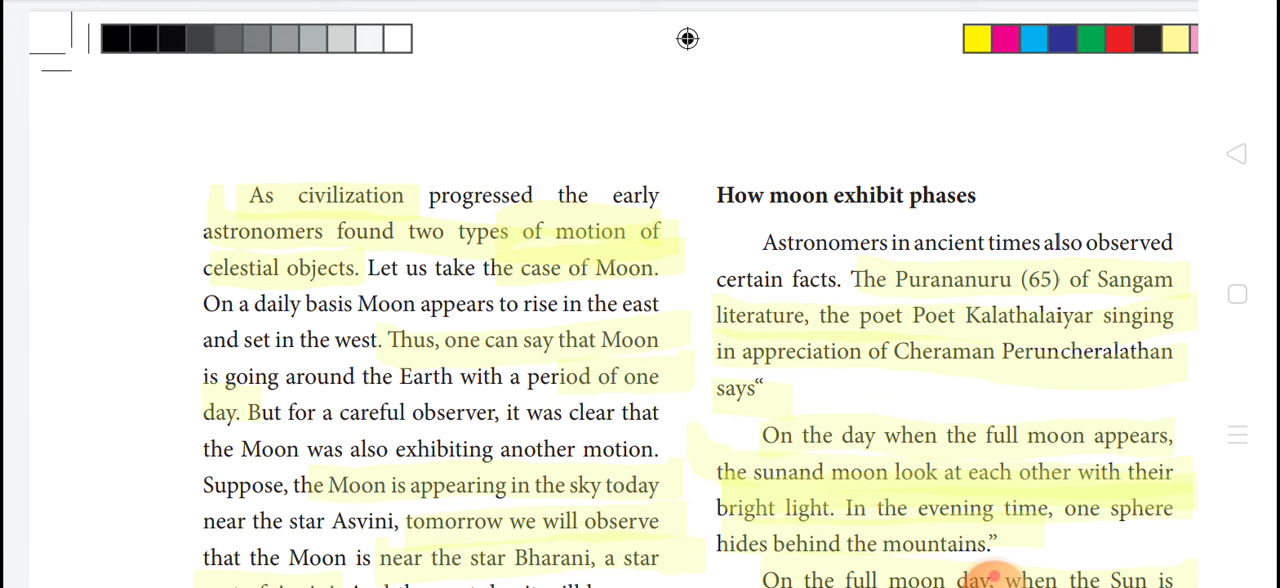 As civilization progressed the early
astronomers found two types of motion of
celestial objects. Let us take the case of Moon.
On a daily basis Moon appears to rise in the east
and set in the west. Thus, one can say that Moon
is going around the Earth with a period of one
day. But for a careful observer, it was clear that
the Moon was also exhibiting another motion.
Suppose, the Moon is appearing in the sky today
near the star Asvini, tomorrow we will observe
that the Moon is near the star Bharani, a star
How moon exhibit phases
Astronomers in ancient times also observed
certain facts. The Purananuru (65) of Sangam
literature, the poet Poet Kalathalaiyar singing
in appreciation of Cheraman Peruncheralathan
says“
On the day when the full moon appears,
the sunand moon look at each other with their
bright light. In the evening time, one sphere
hides behind the mountains.”
On the full moon day, when the Sun is